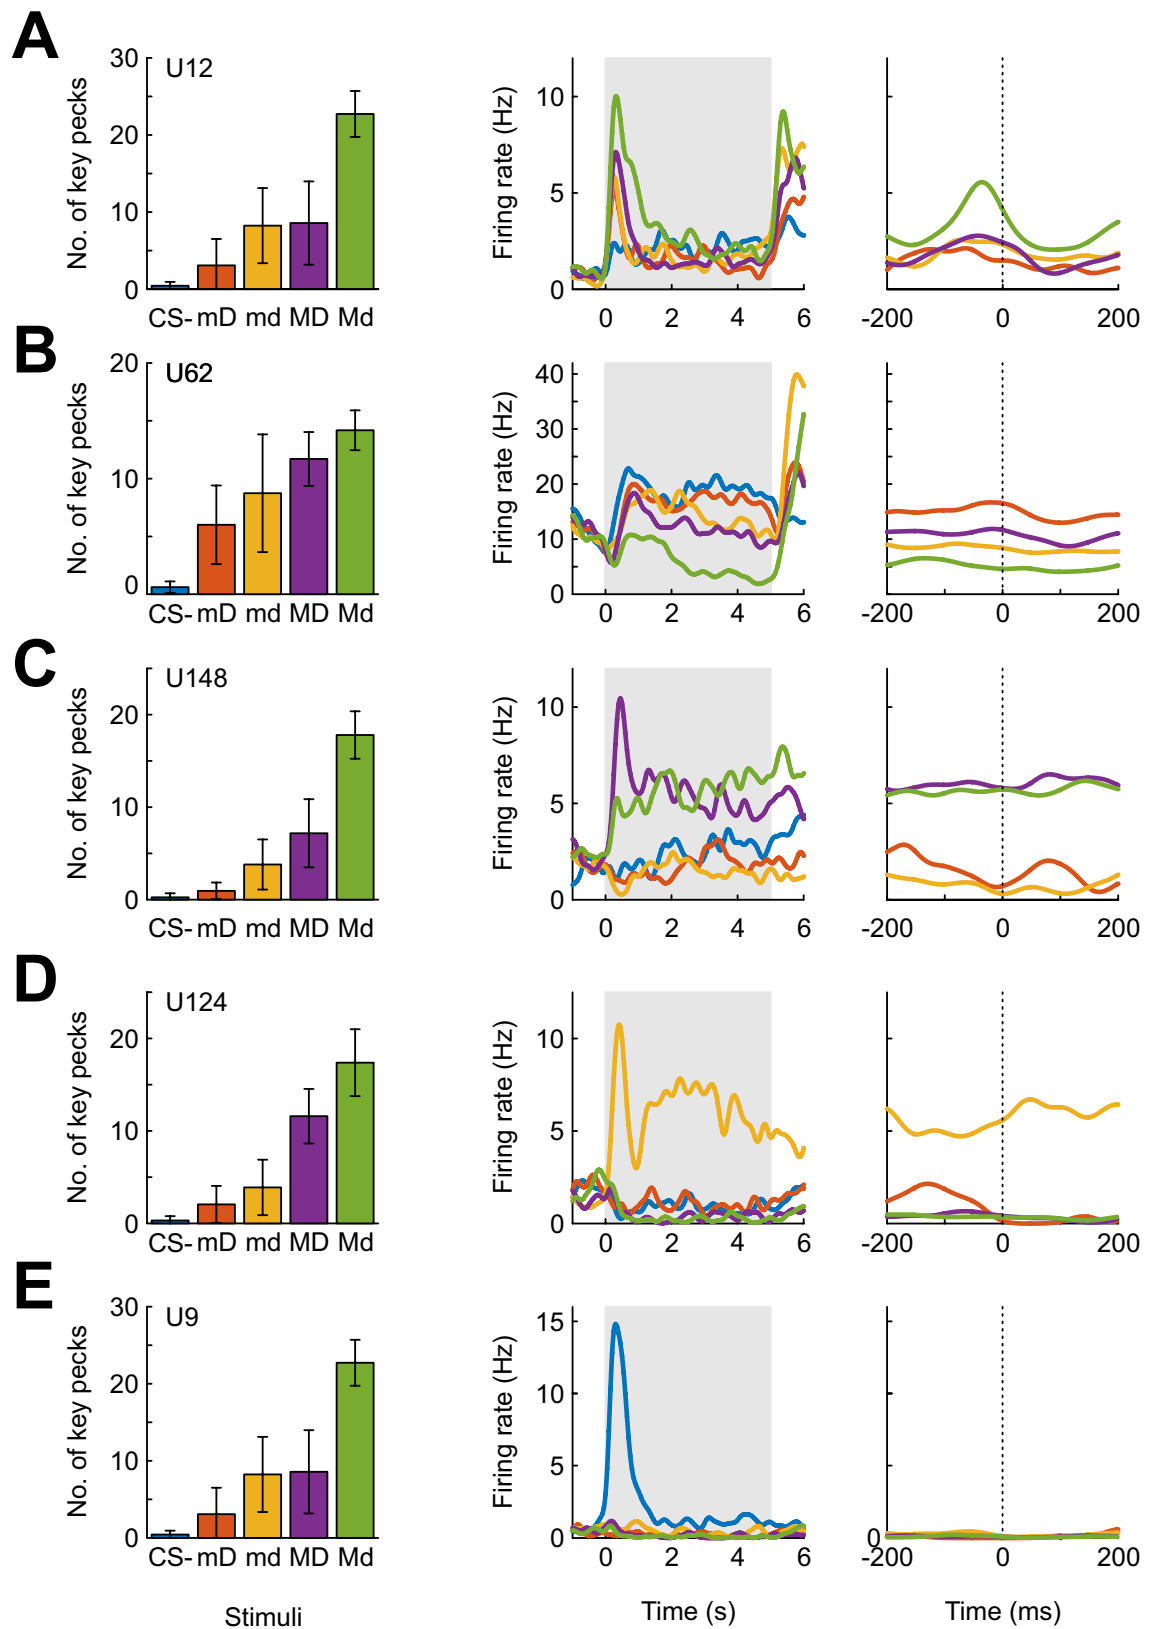 A
U12
No. of key pecks
30
20
10
0
CS- mD md MD Md
Firing rate (Hz)
10
5
0
0 2 4 6
-200 0 200
B
U62
No. of key pecks
20
10
0
CS- mD md MD Md
Firing rate (Hz)
40
30
20
10
0
0 2 4 6
-200 0 200
C
U148
No. of key pecks
20
10
0
CS- mD md MD Md
Firing rate (Hz)
10
5
0
0 2 4 6
-200 0 200
D
U124
No. of key pecks
20
10
0
CS- mD md MD Md
Firing rate (Hz)
10
5
0
0 2 4 6
-200 0 200
E
U9
No. of key pecks
30
20
10
0
CS- mD md MD Md
Firing rate (Hz)
15
10
5
0
0 2 4 6
0
-200 0 200
Stimuli
Time (s)
Time (ms)